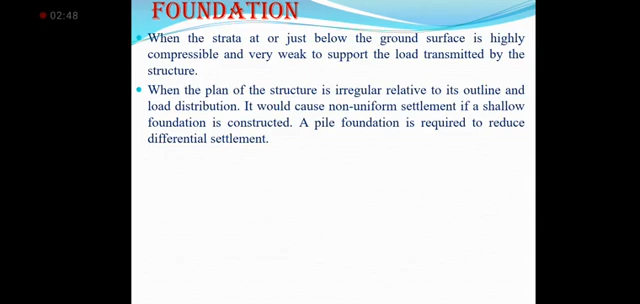 02:48
FOUNDATION
• When the strata at or just below the ground surface is highly
compressible and very weak to support the load transmitted by the
structure.
• When the plan of the structure is irregular relative to its outline and
load distribution. It would cause non-uniform settlement if a shallow
foundation is constructed. A pile foundation is required to reduce
differential settlement.